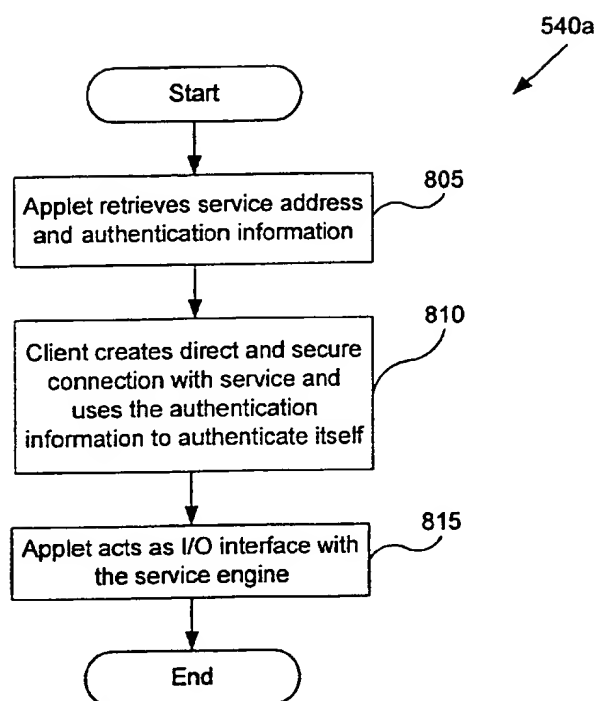 540a
Start
805
Applet retrieves service address
and authentication information
810
Client creates direct and secure
connection with service and
uses the authentication
information to authenticate itself
815
Applet acts as I/O interface with
the service engine
End